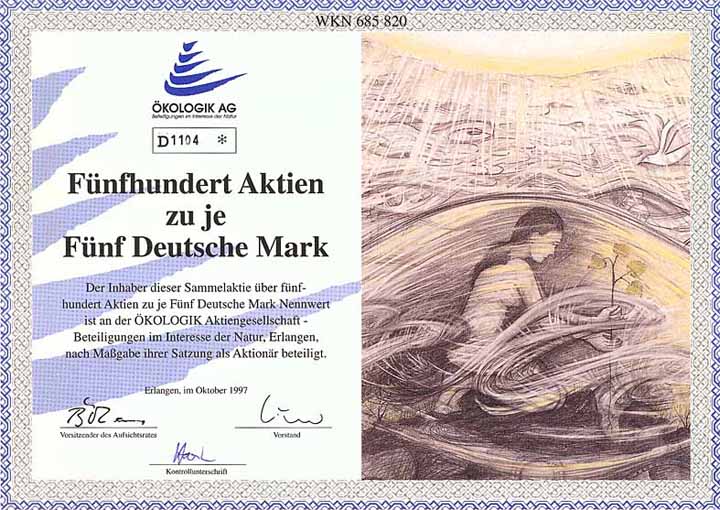 WKN 685 820
ÖKOLOGIK AG
Beteiligungen im Interesse der Natur
D1104 *
Fünfhundert Aktien
zu je
Fünf Deutsche Mark
Der Inhaber dieser Sammelaktie über fünf-
hundert Aktien zu je Fünf Deutsche Mark Nennwert
ist an der ÖKOLOGIK Aktiengesellschaft -
Beteiligungen im Interesse der Natur, Erlangen,
nach Maßgabe ihrer Satzung als Aktionär beteiligt.
Erlangen, im Oktober 1997
Vorsitzender des Aufsichtsrates
Vorstand
Kontrollunterschrift